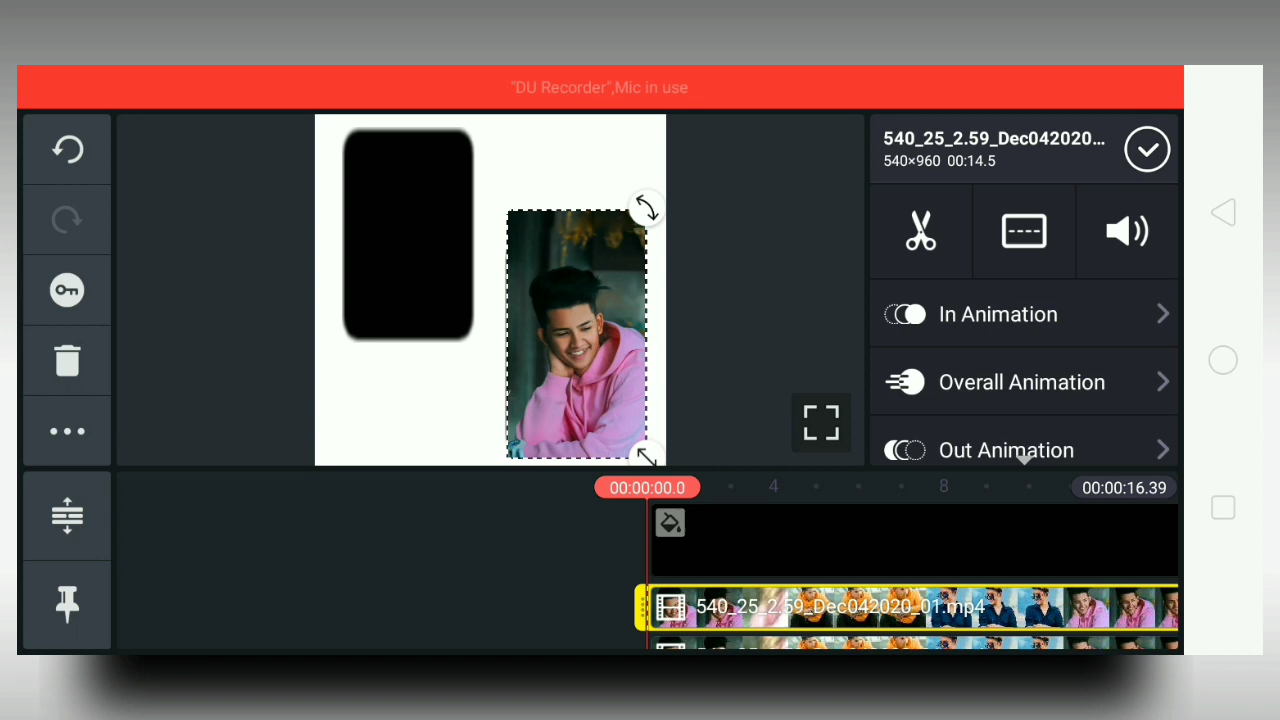 "DU Recorder",Mic in use
540_25_2.59_Dec042020...
540×960 00:14.5
In Animation
Overall Animation
Out Animation
00:00:00.0
4
8
00:00:16.39
540_25_2.59_Dec042020_01.mp4